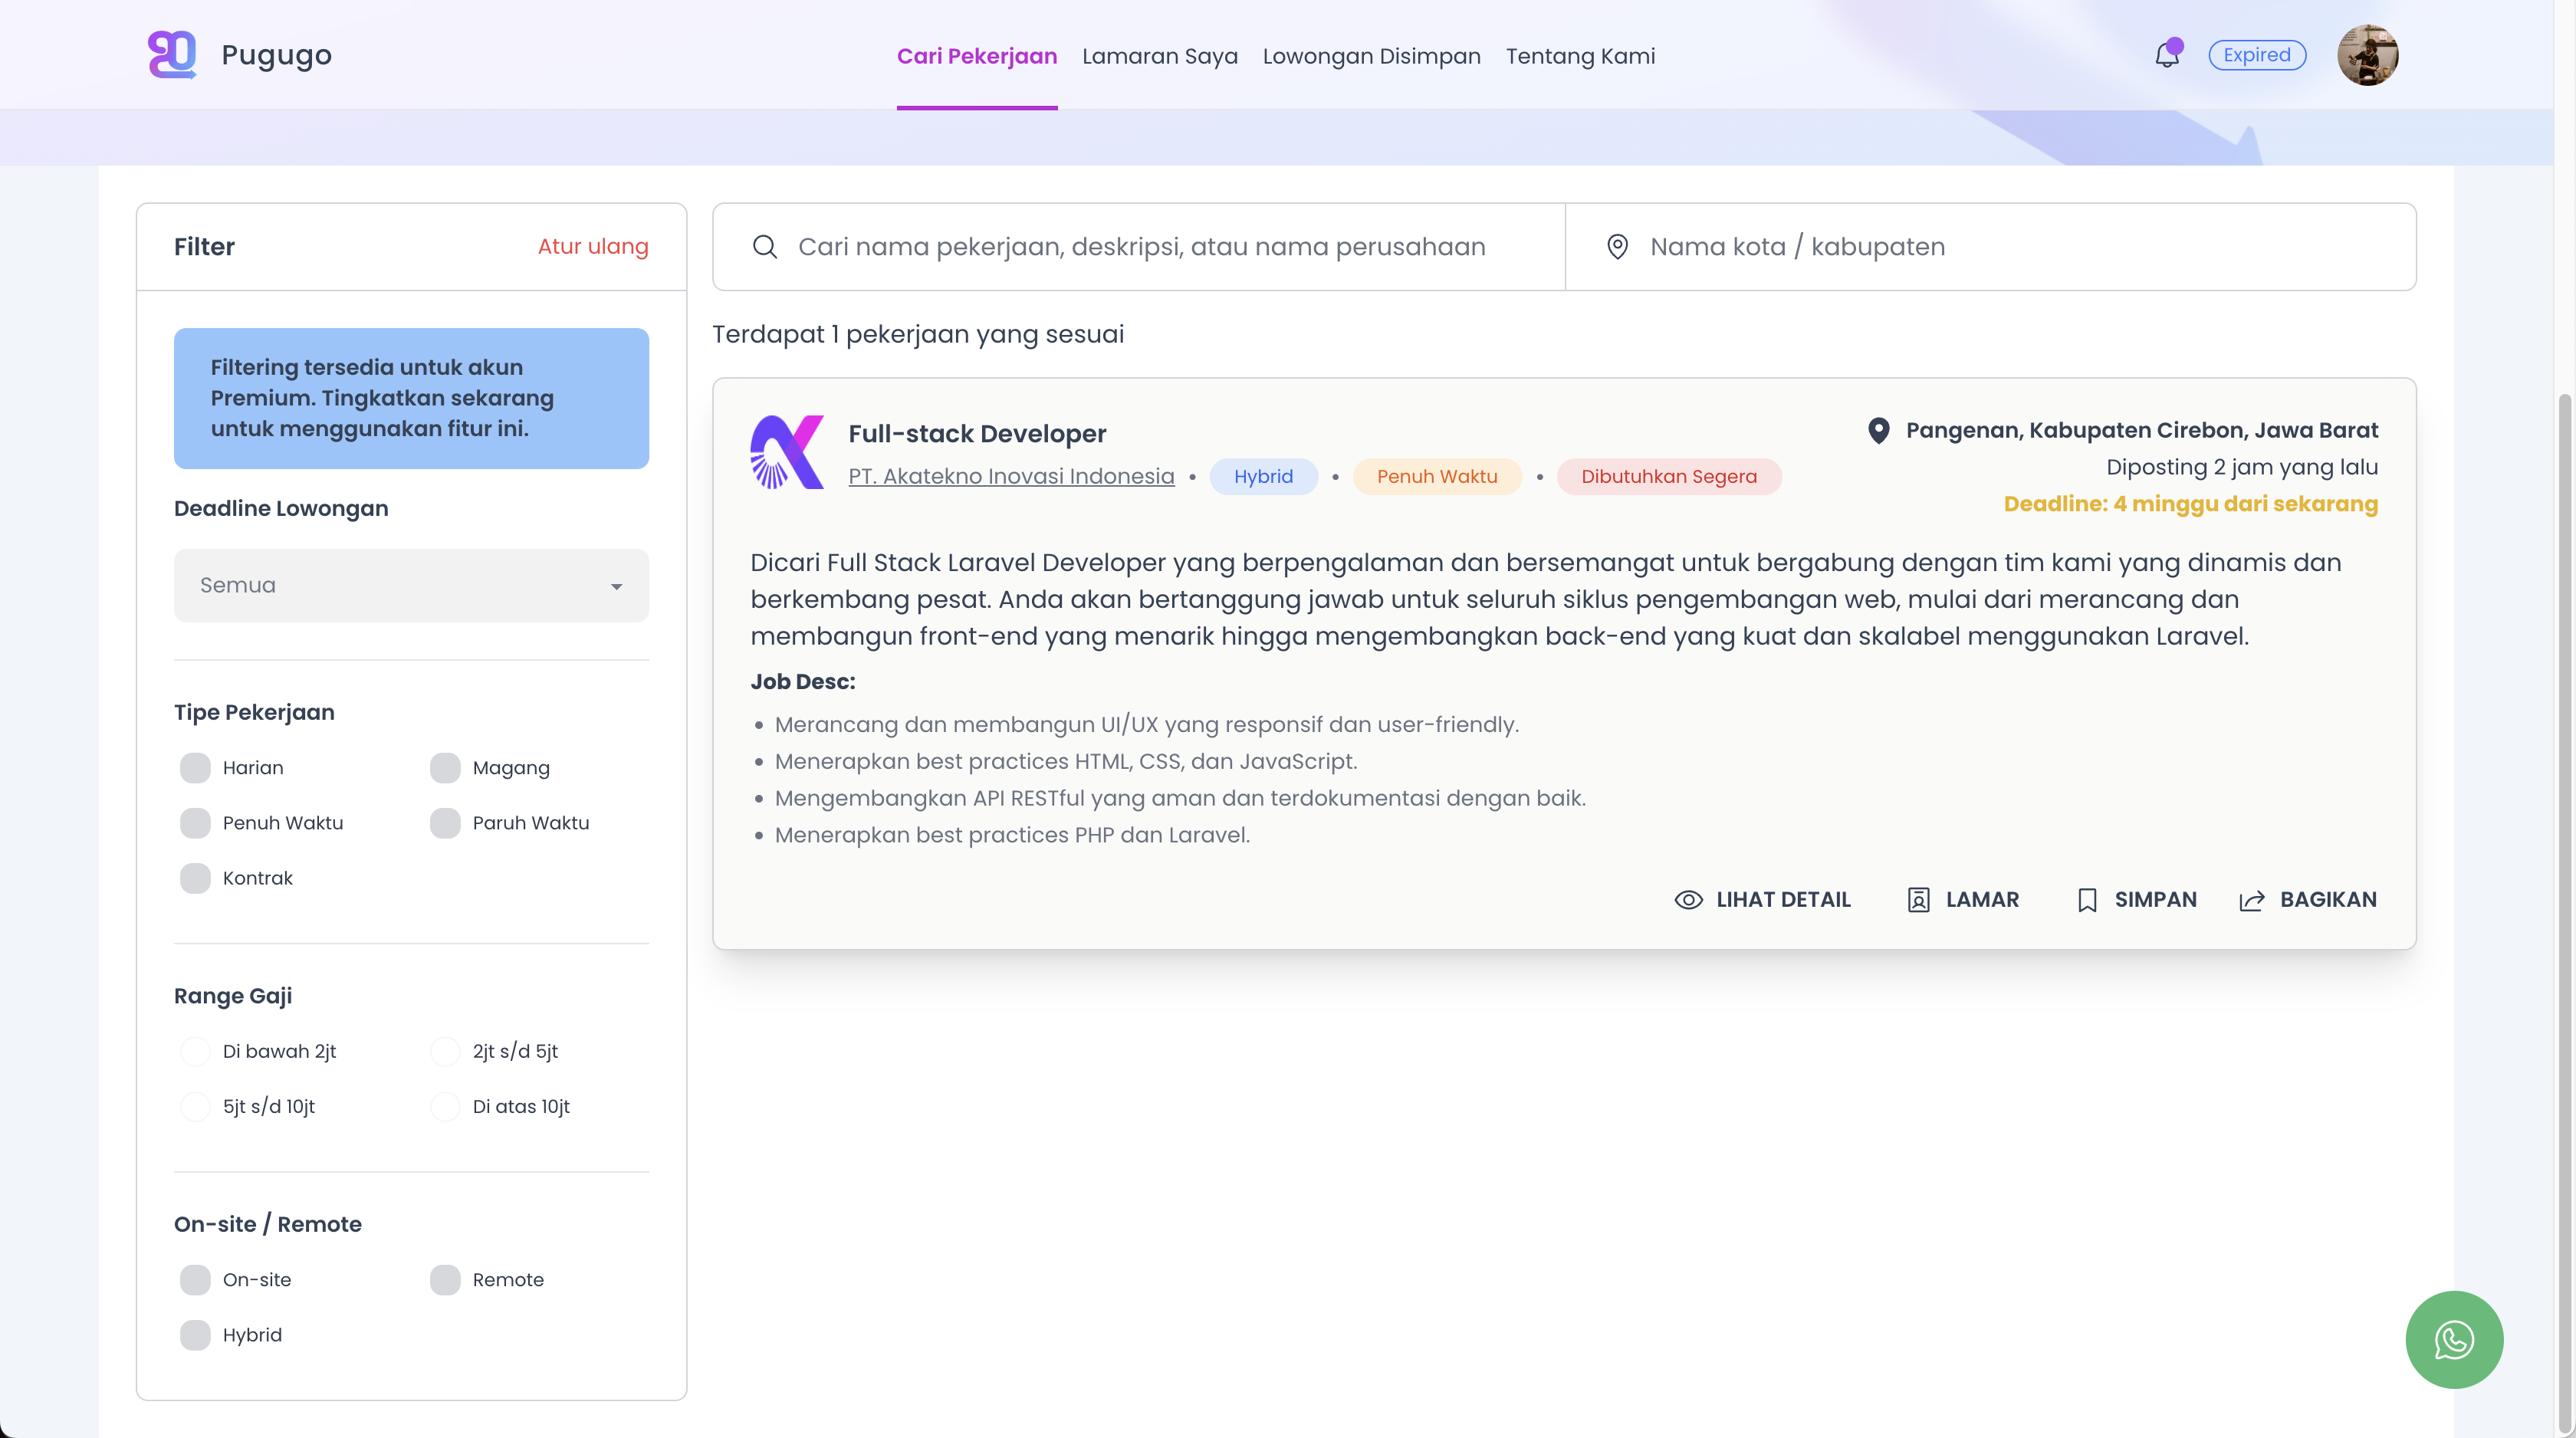 Pugugo
Cari Pekerjaan
Lamaran Saya
Lowongan Disimpan
Tentang Kami
Expired
Filter
Atur ulang
Filtering tersedia untuk akun
Premium. Tingkatkan sekarang
untuk menggunakan fitur ini.
Deadline Lowongan
Semua
Tipe Pekerjaan
Harian
Magang
Penuh Waktu
Paruh Waktu
Kontrak
Range Gaji
Di bawah 2jt
2jt s/d 5jt
5jt s/d 10jt
Di atas 10jt
On-site / Remote
On-site
Remote
Hybrid
Cari nama pekerjaan, deskripsi, atau nama perusahaan
Nama kota / kabupaten
Terdapat 1 pekerjaan yang sesuai
Full-stack Developer
PT. Akatekno Inovasi Indonesia • Hybrid • Penuh Waktu • Dibutuhkan Segera
Pangenan, Kabupaten Cirebon, Jawa Barat
Diposting 2 jam yang lalu
Deadline: 4 minggu dari sekarang
Dicari Full Stack Laravel Developer yang berpengalaman dan bersemangat untuk bergabung dengan tim kami yang dinamis dan
berkembang pesat. Anda akan bertanggung jawab untuk seluruh siklus pengembangan web, mulai dari merancang dan
membangun front-end yang menarik hingga mengembangkan back-end yang kuat dan skalabel menggunakan Laravel.
Job Desc:
• Merancang dan membangun UI/UX yang responsif dan user-friendly.
• Menerapkan best practices HTML, CSS, dan JavaScript.
• Mengembangkan API RESTful yang aman dan terdokumentasi dengan baik.
• Menerapkan best practices PHP dan Laravel.
LIHAT DETAIL
LAMAR
SIMPAN
BAGIKAN